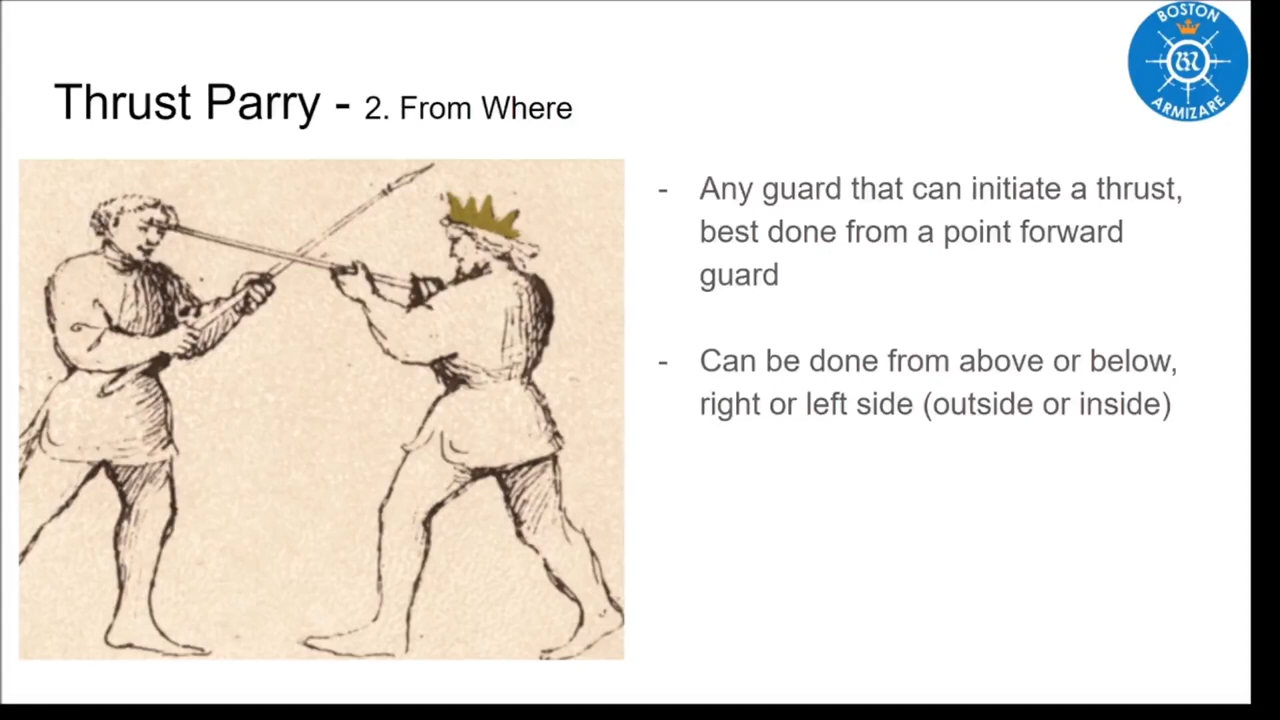 BOSTON
ARMIZARE
Thrust Parry - 2. From Where
- Any guard that can initiate a thrust,
best done from a point forward
guard
- Can be done from above or below,
right or left side (outside or inside)